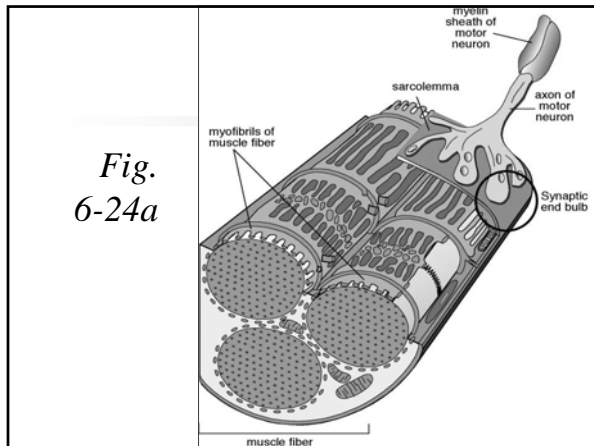 Fig.
6-24a
myelin
sheath of
motor
neuron
sarcolemma
axon of
motor
neuron
myofibrils of
muscle fiber
Synaptic
end bulb
muscle fiber